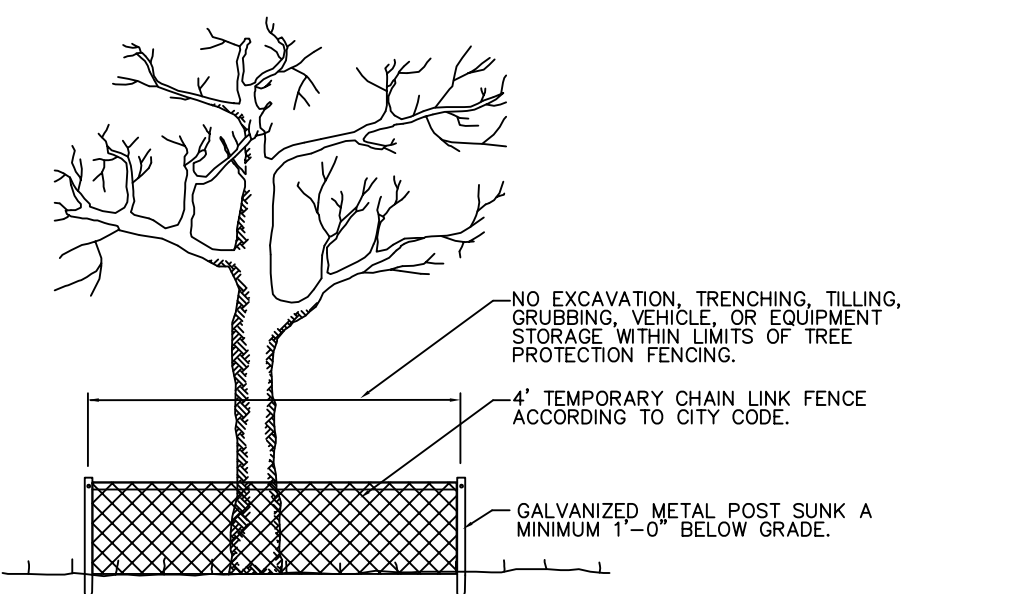 NO EXCAVATION, TRENCHING, TILLING,
GRUBBING, VEHICLE, OR EQUIPMENT
STORAGE WITHIN LIMITS OF TREE
PROTECTION FENCING.
4' TEMPORARY CHAIN LINK FENCE
ACCORDING TO CITY CODE.
GALVANIZED METAL POST SUNK A
MINIMUM 1'-0" BELOW GRADE.